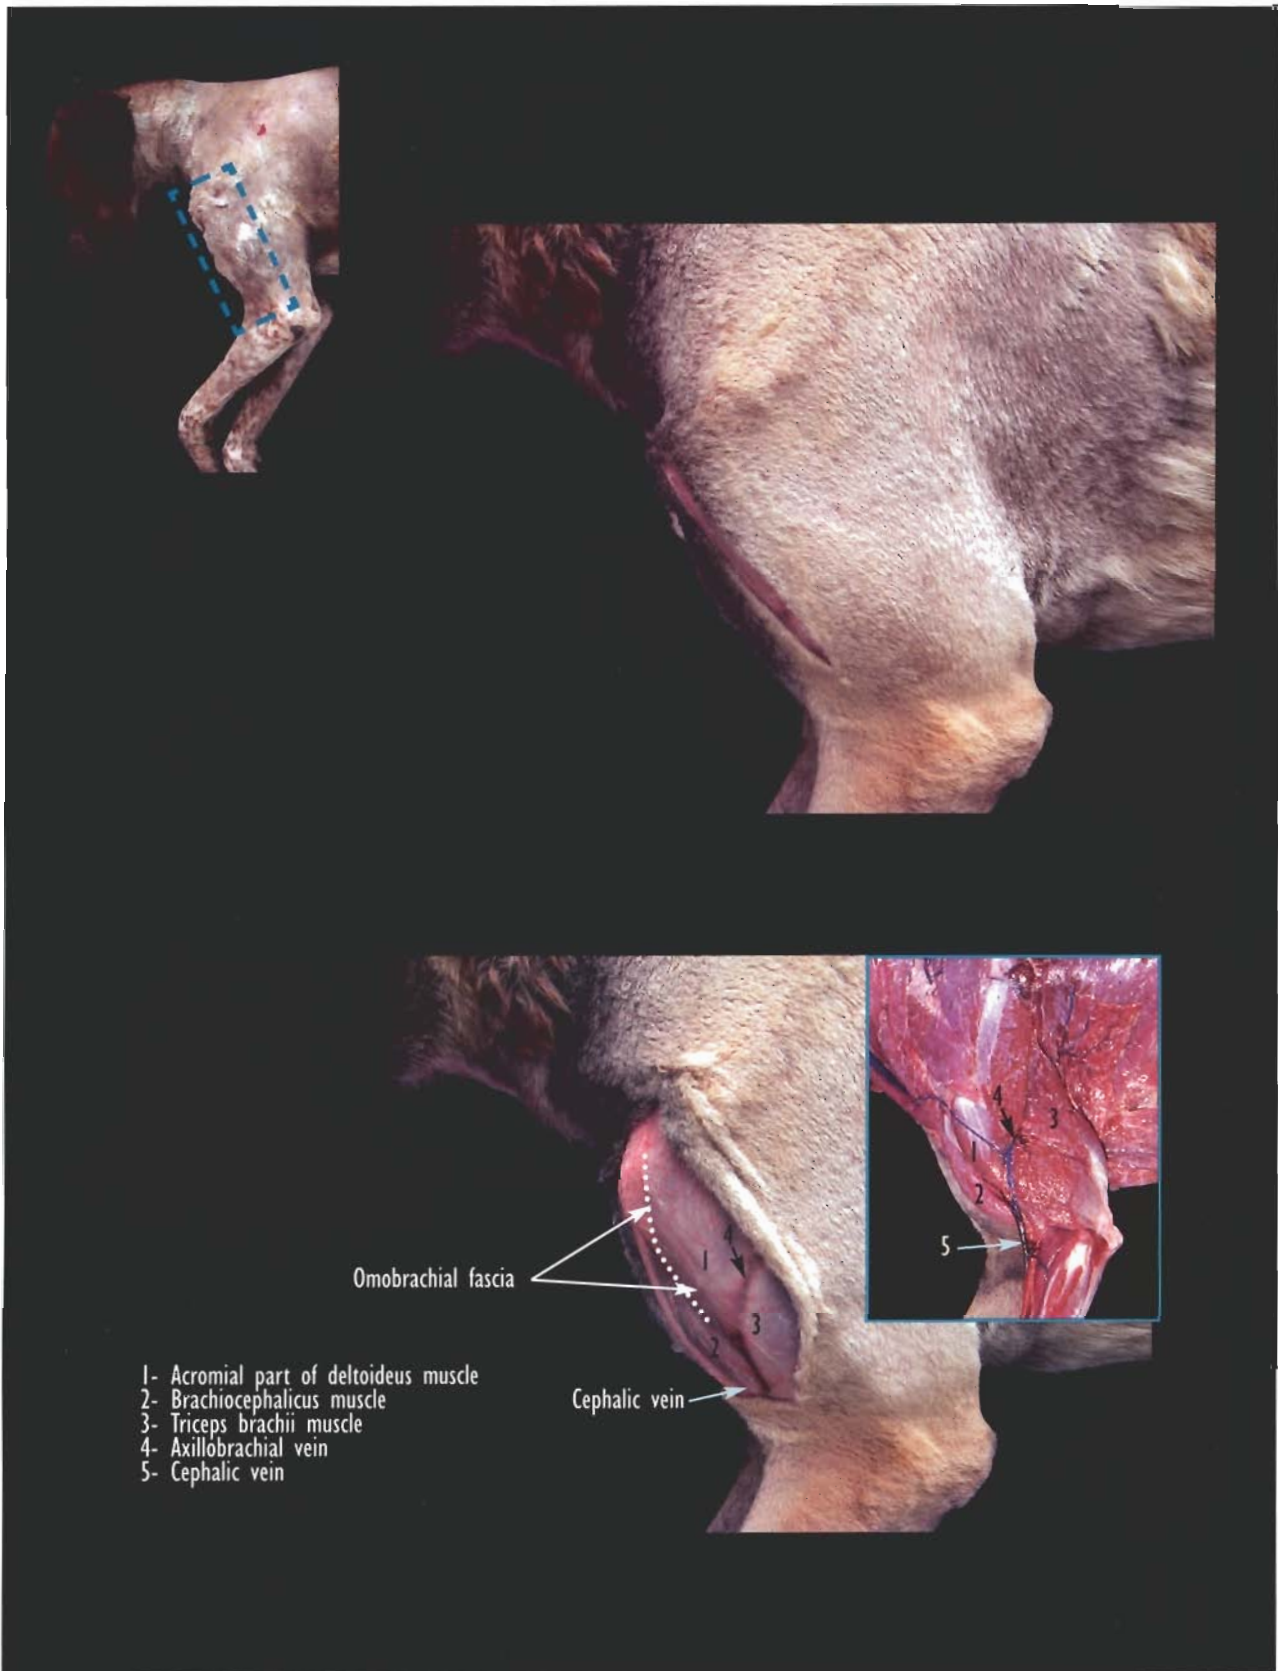 4
3
1
2
5
4
Omobrachial fascia
1
3
2
Cephalic vein
1- Acromial part of deltoideus muscle
2- Brachiocephalicus muscle
3- Triceps brachii muscle
4- Axillobrachial vein
5- Cephalic vein